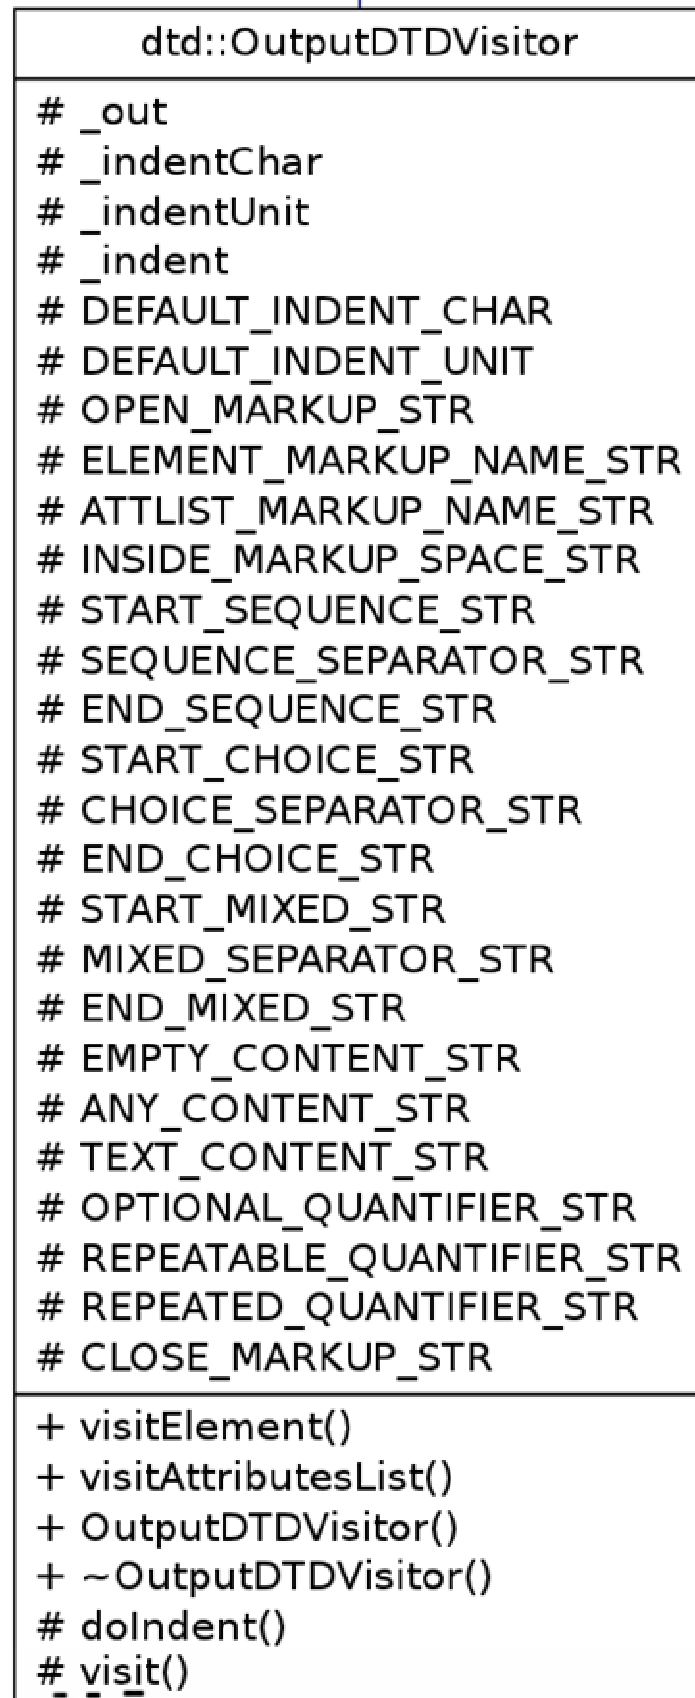 dtd::OutputDTDVisitor
# _out
# _indentChar
# _indentUnit
# _indent
# DEFAULT_INDENT_CHAR
# DEFAULT_INDENT_UNIT
# OPEN_MARKUP_STR
# ELEMENT_MARKUP_NAME_STR
# ATTLIST_MARKUP_NAME_STR
# INSIDE_MARKUP_SPACE_STR
# START_SEQUENCE_STR
# SEQUENCE_SEPARATOR_STR
# END_SEQUENCE_STR
# START_CHOICE_STR
# CHOICE_SEPARATOR_STR
# END_CHOICE_STR
# START_MIXED_STR
# MIXED_SEPARATOR_STR
# END_MIXED_STR
# EMPTY_CONTENT_STR
# ANY_CONTENT_STR
# TEXT_CONTENT_STR
# OPTIONAL_QUANTIFIER_STR
# REPEATABLE_QUANTIFIER_STR
# REPEATED_QUANTIFIER_STR
# CLOSE_MARKUP_STR
+ visitElement()
+ visitAttributesList()
+ OutputDTDVisitor()
+ ~OutputDTDVisitor()
# doIndent()
# visit()